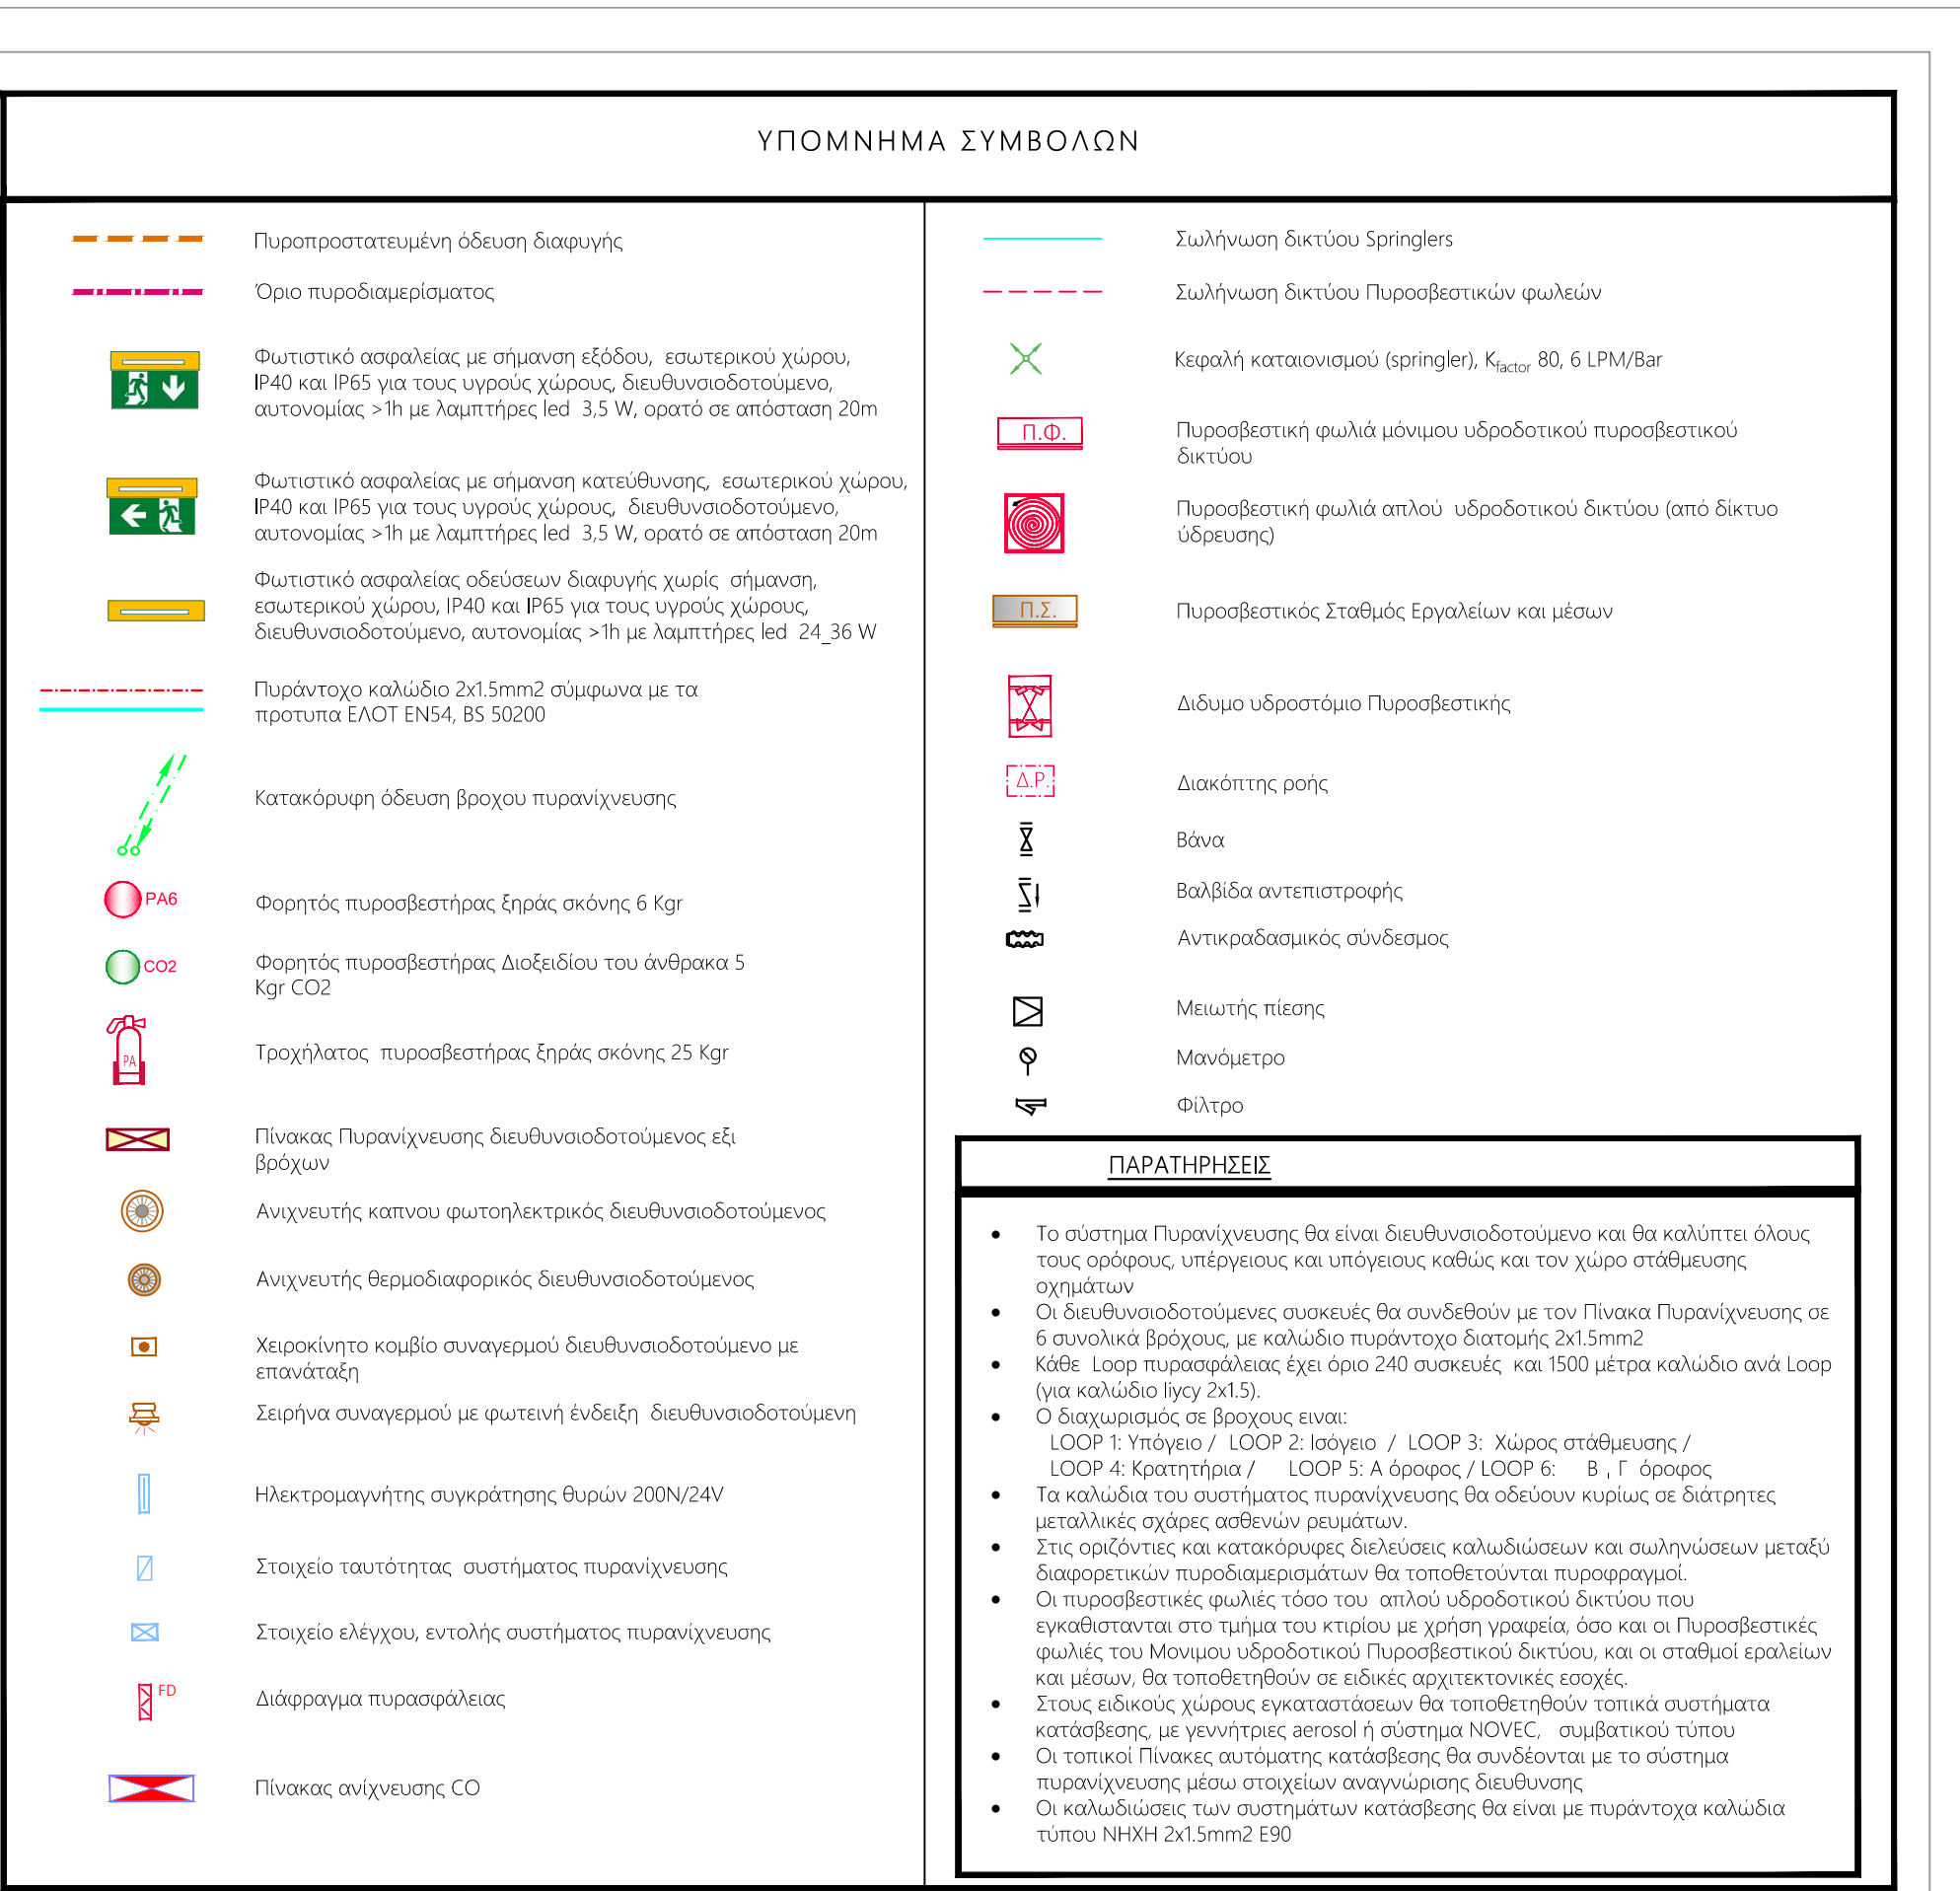 ΥΠΟΜΝΗΜΑ ΣΥΜΒΟΛΩΝ
Πυροπροστατευμένη όδευση διαφυγής
Όριο πυροδιαμερίσματος
Φωτιστικό ασφαλείας με σήμανση εξόδου, εσωτερικού χώρου,
IP40 και IP65 για τους υγρούς χώρους, διευθυνσιοδοτούμενο,
αυτονομίας >1h με λαμπτήρες led 3,5 W, ορατό σε απόσταση 20m
Φωτιστικό ασφαλείας με σήμανση κατεύθυνσης, εσωτερικού χώρου,
IP40 και IP65 για τους υγρούς χώρους, διευθυνσιοδοτούμενο,
αυτονομίας >1h με λαμπτήρες led 3,5 W, ορατό σε απόσταση 20m
Φωτιστικό ασφαλείας οδεύσεων διαφυγής χωρίς σήμανση,
εσωτερικού χώρου, IP40 και IP65 για τους υγρούς χώρους,
διευθυνσιοδοτούμενο, αυτονομίας >1h με λαμπτήρες led 24_36 W
Πυράντοχο καλώδιο 2x1.5mm2 σύμφωνα με τα
προτυπα ΕΛΟΤ EN54, BS 50200
Κατακόρυφη όδευση βροχου πυρανίχνευσης
PA6 Φορητός πυροσβεστήρας ξηράς σκόνης 6 Kgr
CO2 Φορητός πυροσβεστήρας Διοξειδίου του άνθρακα 5
Kgr CO2
PA Τροχήλατος πυροσβεστήρας ξηράς σκόνης 25 Kgr
Πίνακας Πυρανίχνευσης διευθυνσιοδοτούμενος εξι
βρόχων
Ανιχνευτής καπνου φωτοηλεκτρικός διευθυνσιοδοτούμενος
Ανιχνευτής θερμοδιαφορικός διευθυνσιοδοτούμενος
Χειροκίνητο κομβίο συναγερμού διευθυνσιοδοτούμενο με
επανάταξη
Σειρήνα συναγερμού με φωτεινή ένδειξη διευθυνσιοδοτούμενη
Ηλεκτρομαγνήτης συγκράτησης θυρών 200N/24V
Στοιχείο ταυτότητας συστήματος πυρανίχνευσης
Στοιχείο ελέγχου, εντολής συστήματος πυρανίχνευσης
FD Διάφραγμα πυρασφάλειας
Πίνακας ανίχνευσης CO
Σωλήνωση δικτύου Springlers
Σωλήνωση δικτύου Πυροσβεστικών φωλεών
Κεφαλή καταιονισμού (springler), Kfactor 80, 6 LPM/Bar
Π.Φ. Πυροσβεστική φωλιά μόνιμου υδροδοτικού πυροσβεστικού
δικτύου
Πυροσβεστική φωλιά απλού υδροδοτικού δικτύου (από δίκτυο
ύδρευσης)
Π.Σ. Πυροσβεστικός Σταθμός Εργαλείων και μέσων
Διδυμο υδροστόμιο Πυροσβεστικής
Δ.Ρ. Διακόπτης ροής
Βάνα
Βαλβίδα αντεπιστροφής
Αντικραδασμικός σύνδεσμος
Μειωτής πίεσης
Μανόμετρο
Φίλτρο
ΠΑΡΑΤΗΡΗΣΕΙΣ
• Το σύστημα Πυρανίχνευσης θα είναι διευθυνσιοδοτούμενο και θα καλύπτει όλους
τους ορόφους, υπέργειους και υπόγειους καθώς και τον χώρο στάθμευσης
οχημάτων
• Οι διευθυνσιοδοτούμενες συσκευές θα συνδεθούν με τον Πίνακα Πυρανίχνευσης σε
6 συνολικά βρόχους, με καλώδιο πυράντοχο διατομής 2x1.5mm2
• Κάθε Loop πυρασφάλειας έχει όριο 240 συσκευές και 1500 μέτρα καλώδιο ανά Loop
(για καλώδιο liycy 2x1.5).
• Ο διαχωρισμός σε βροχους ειναι:
LOOP 1: Υπόγειο / LOOP 2: Ισόγειο / LOOP 3: Χώρος στάθμευσης /
LOOP 4: Κρατητήρια / LOOP 5: Α όροφος / LOOP 6: Β , Γ όροφος
• Τα καλώδια του συστήματος πυρανίχνευσης θα οδεύουν κυρίως σε διάτρητες
μεταλλικές σχάρες ασθενών ρευμάτων.
• Στις οριζόντιες και κατακόρυφες διελεύσεις καλωδιώσεων και σωληνώσεων μεταξύ
διαφορετικών πυροδιαμερισμάτων θα τοποθετούνται πυροφραγμοί.
• Οι πυροσβεστικές φωλιές τόσο του απλού υδροδοτικού δικτύου που
εγκαθιστανται στο τμήμα του κτιρίου με χρήση γραφεία, όσο και οι Πυροσβεστικές
φωλιές του Μονιμου υδροδοτικού Πυροσβεστικού δικτύου, και οι σταθμοί εραλείων
και μέσων, θα τοποθετηθούν σε ειδικές αρχιτεκτονικές εσοχές.
• Στους ειδικούς χώρους εγκαταστάσεων θα τοποθετηθούν τοπικά συστήματα
κατάσβεσης, με γεννήτριες aerosol ή σύστημα NOVEC, συμβατικού τύπου
• Οι τοπικοί Πίνακες αυτόματης κατάσβεσης θα συνδέονται με το σύστημα
πυρανίχνευσης μέσω στοιχείων αναγνώρισης διευθυνσης
• Οι καλωδιώσεις των συστημάτων κατάσβεσης θα είναι με πυράντοχα καλώδια
τύπου NHXH 2x1.5mm2 E90